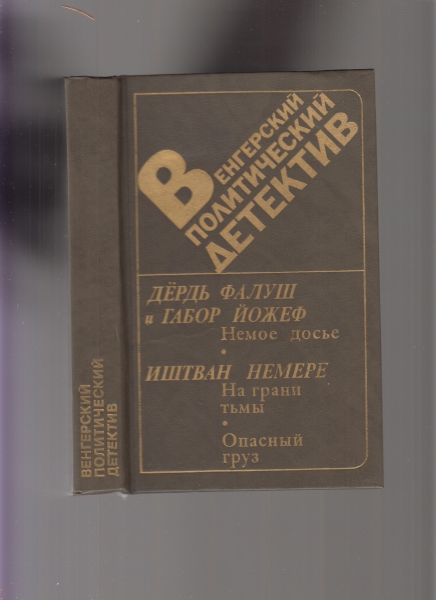 ВЕНГЕРСКИЙ
ПОЛИТИЧЕСКИЙ
ДЕТЕКТИВ
ДЁРДЬ ФАЛУШ
и ГАБОР ЙОЖЕФ
Немое досье
•
ИШТВАН НЕМЕРЕ
На грани
тьмы
•
Опасный
груз
ВЕНГЕРСКИЙ
ПОЛИТИЧЕСКИЙ
ДЕТЕКТИВ